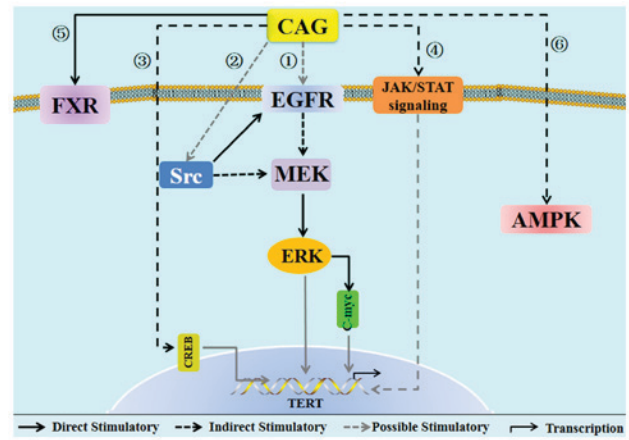 CAG
⑤
③
②
①
④
⑥
FXR
EGFR
JAK/STAT
signaling
Src
MEK
AMPK
ERK
C-myc
CREB
TERT
Direct Stimulatory
Indirect Stimulatory
Possible Stimulatory
Transcription